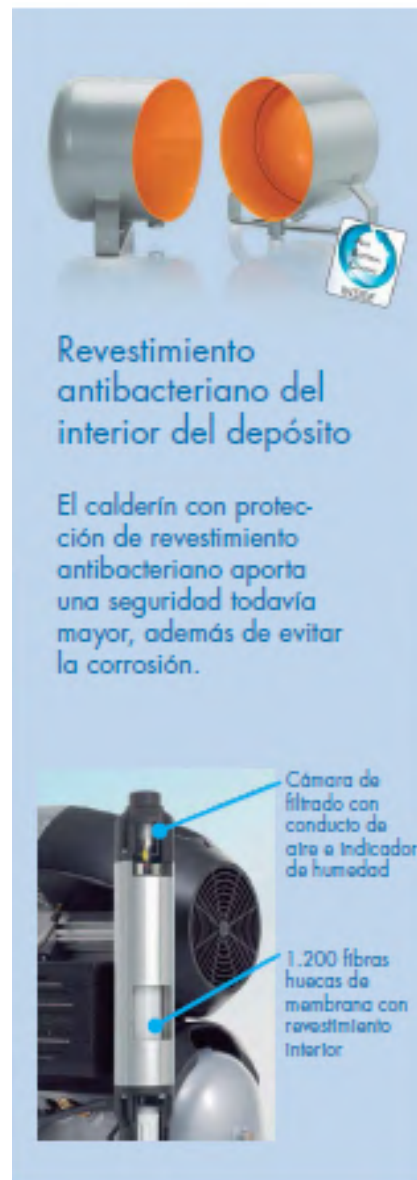 Revestimiento
antibacteriano del
interior del depósito
El calderín con protec-
ción de revestimiento
antibacteriano aporta
una seguridad todavía
mayor, además de evitar
la corrosión.
Cámara de
filtrado con
conducto de
aire e indicador
de humedad
1.200 fibras
huecas de
membrana con
revestimiento
interior